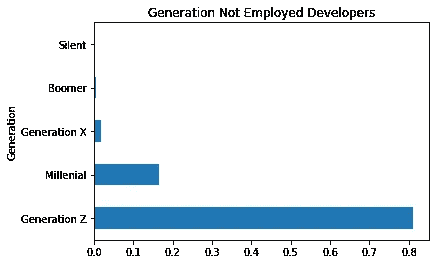 Generation Not Employed Developers
Silent
Boomer
Generation X
Millenial
Generation Z
Generation
0.0 0.1 0.2 0.3 0.4 0.5 0.6 0.7 0.8